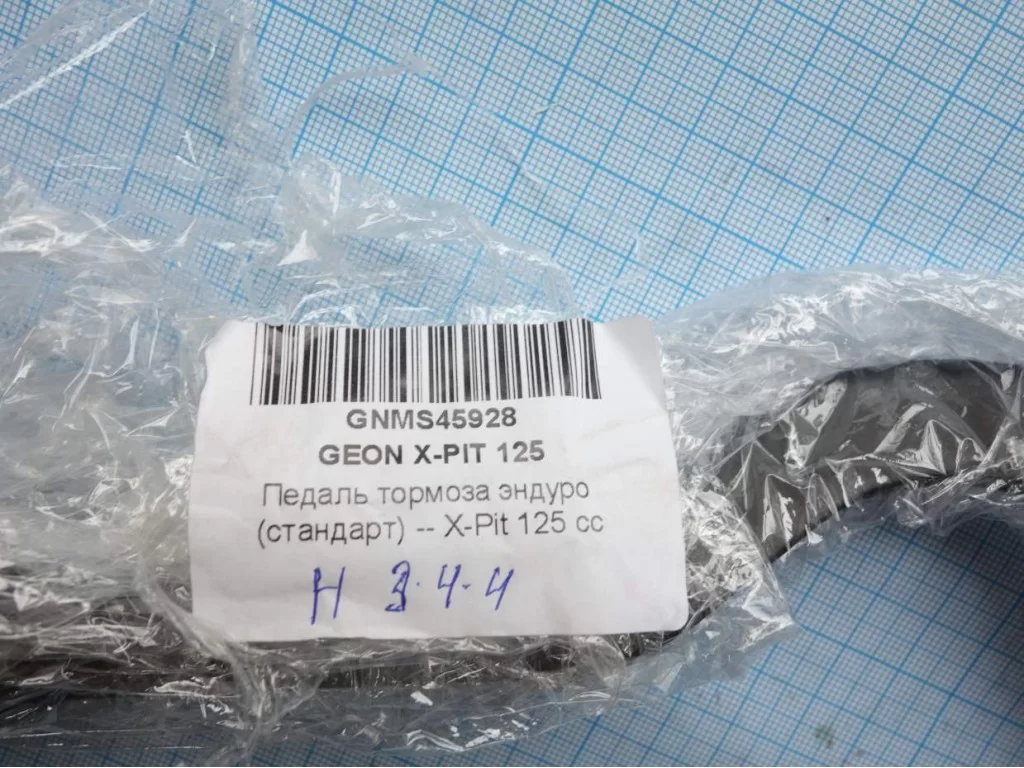 GNMS45928
GEON X-PIT 125
Педаль тормоза эндуро
(стандарт) -- X-Pit 125 cc
Н 3-4-4